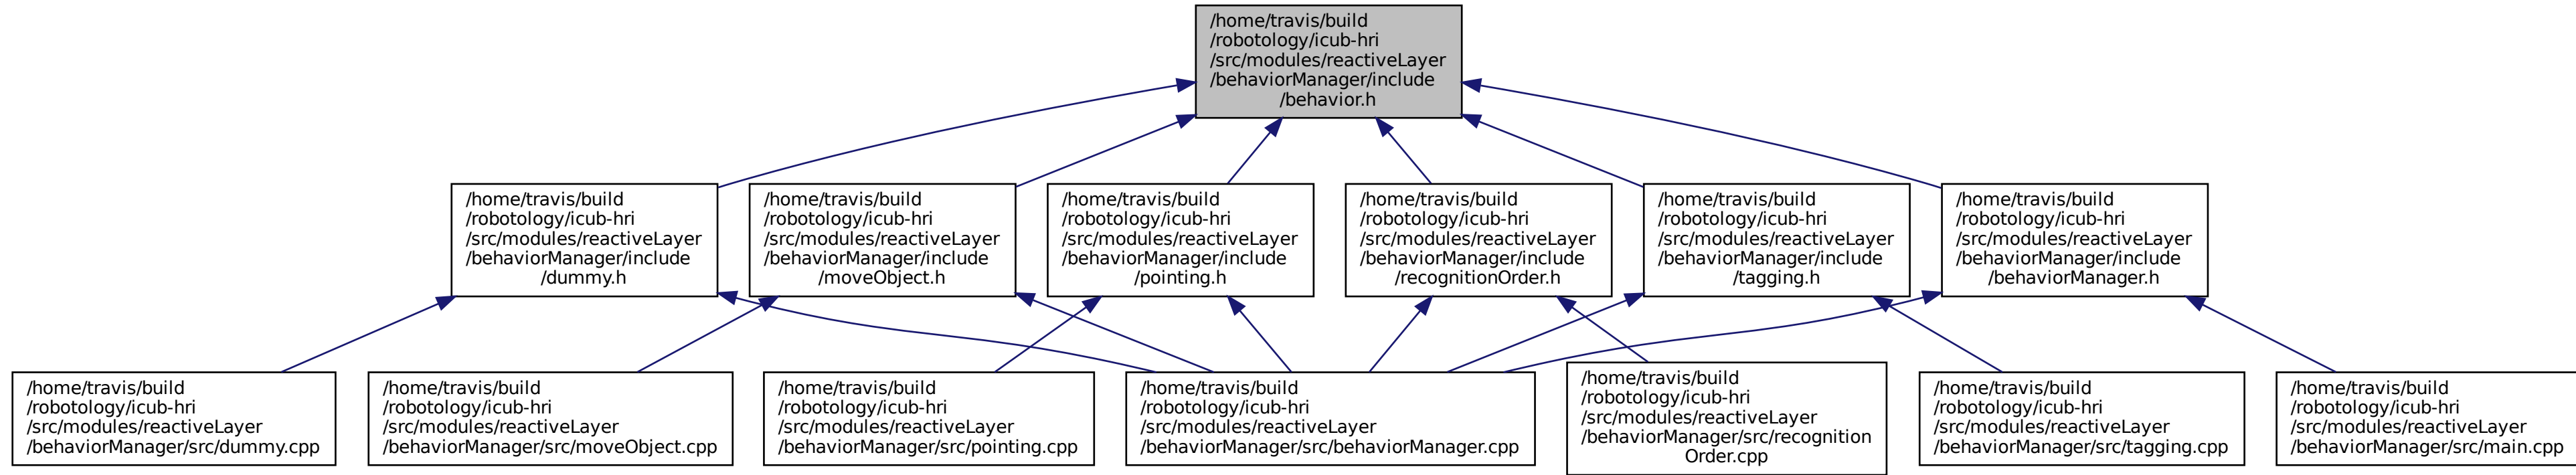 /home/travis/build
/robotology/icub-hri
/src/modules/reactiveLayer
/behaviorManager/include
/behavior.h
/home/travis/build
/robotology/icub-hri
/src/modules/reactiveLayer
/behaviorManager/include
/dummy.h
/home/travis/build
/robotology/icub-hri
/src/modules/reactiveLayer
/behaviorManager/include
/moveObject.h
/home/travis/build
/robotology/icub-hri
/src/modules/reactiveLayer
/behaviorManager/include
/pointing.h
/home/travis/build
/robotology/icub-hri
/src/modules/reactiveLayer
/behaviorManager/include
/recognitionOrder.h
/home/travis/build
/robotology/icub-hri
/src/modules/reactiveLayer
/behaviorManager/include
/tagging.h
/home/travis/build
/robotology/icub-hri
/src/modules/reactiveLayer
/behaviorManager/include
/behaviorManager.h
/home/travis/build
/robotology/icub-hri
/src/modules/reactiveLayer
/behaviorManager/src/dummy.cpp
/home/travis/build
/robotology/icub-hri
/src/modules/reactiveLayer
/behaviorManager/src/moveObject.cpp
/home/travis/build
/robotology/icub-hri
/src/modules/reactiveLayer
/behaviorManager/src/pointing.cpp
/home/travis/build
/robotology/icub-hri
/src/modules/reactiveLayer
/behaviorManager/src/behaviorManager.cpp
/home/travis/build
/robotology/icub-hri
/src/modules/reactiveLayer
/behaviorManager/src/recognition
Order.cpp
/home/travis/build
/robotology/icub-hri
/src/modules/reactiveLayer
/behaviorManager/src/tagging.cpp
/home/travis/build
/robotology/icub-hri
/src/modules/reactiveLayer
/behaviorManager/src/main.cpp